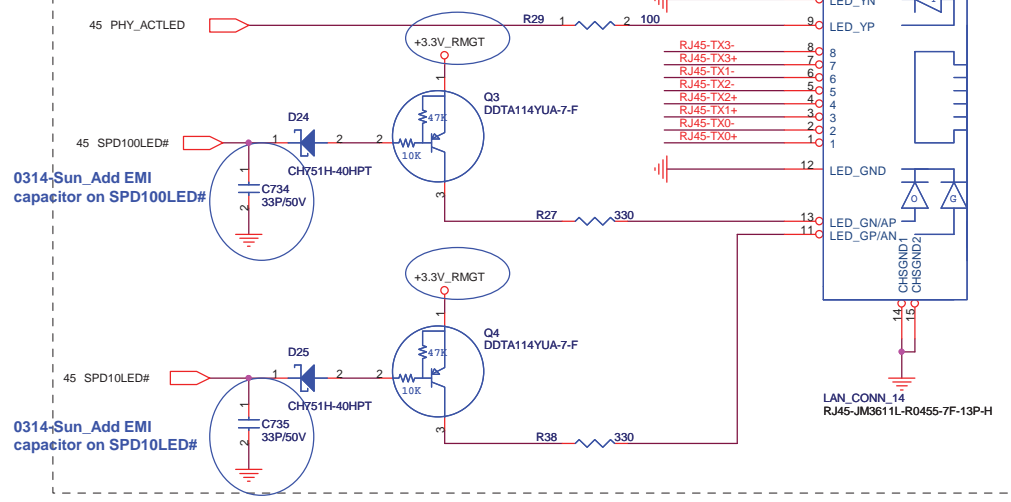 LED_YN
45 PHY_ACTLED
R29 1 2 100
9 LED_YP
+3.3V_RMGT
RJ45-TX3- 8 8
RJ45-TX3+ 7 7
RJ45-TX1- 6 6
RJ45-TX2- 5 5
RJ45-TX2+ 4 4
RJ45-TX1+ 3 3
RJ45-TX0- 2 2
RJ45-TX0+ 1 1
1
Q3
DDTA114YUA-7-F
47K
D24
45 SPD100LED# 1 2 2
10K
CH751H-40HPT
12 LED_GND
0314-Sun_Add EMI
capacitor on SPD100LED#
1
C734
33P/50V
2
3
O G
R27 330
13 LED_GN/AP
11 LED_GP/AN
CHSGND1
CHSGND2
+3.3V_RMGT
1
14
15
Q4
DDTA114YUA-7-F
47K
D25
45 SPD10LED# 1 2 2
10K
CH751H-40HPT
LAN_CONN_14
RJ45-JM3611L-R0455-7F-13P-H
0314-Sun_Add EMI
capacitor on SPD10LED#
1
C735
33P/50V
2
3
R38 330